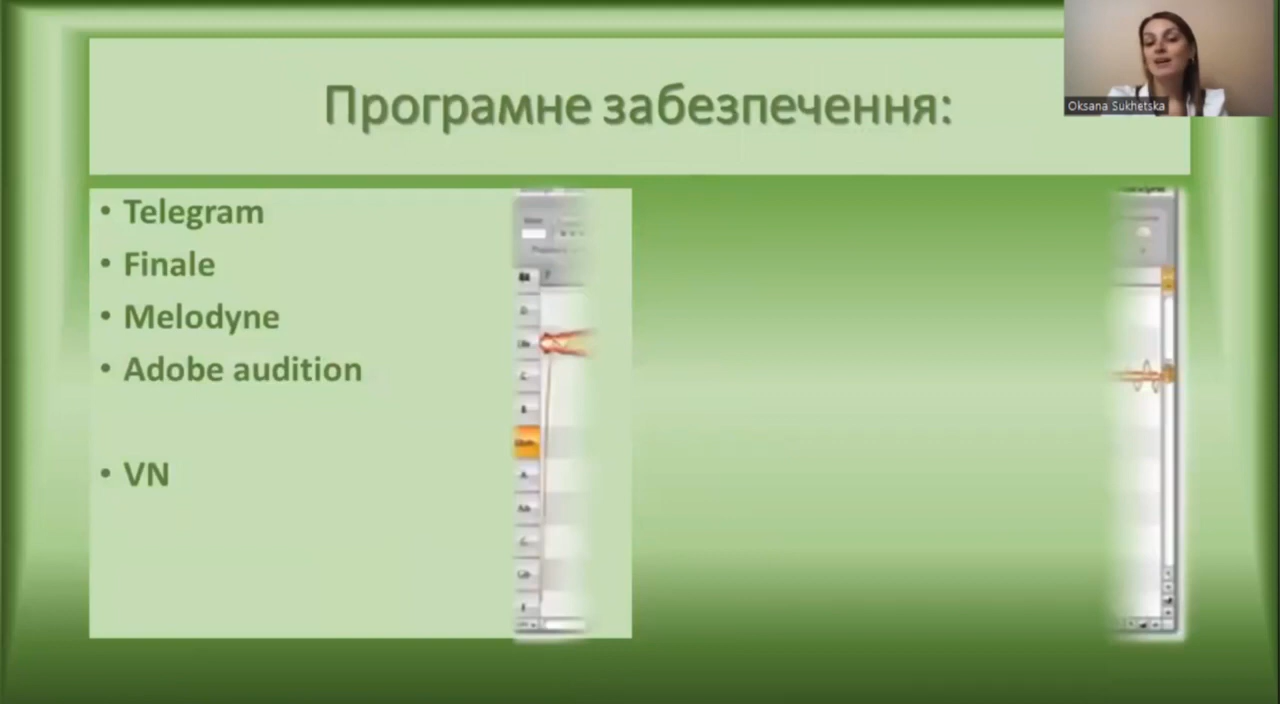 Програмне забезпечення:
Oksana Sukhetska
• Telegram
• Finale
• Melodyne
• Adobe audition
• VN